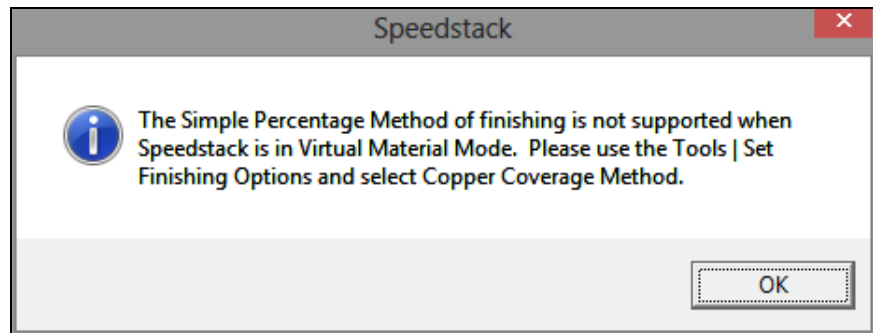 Speedstack
The Simple Percentage Method of finishing is not supported when
Speedstack is in Virtual Material Mode.  Please use the Tools | Set
Finishing Options and select Copper Coverage Method.
OK